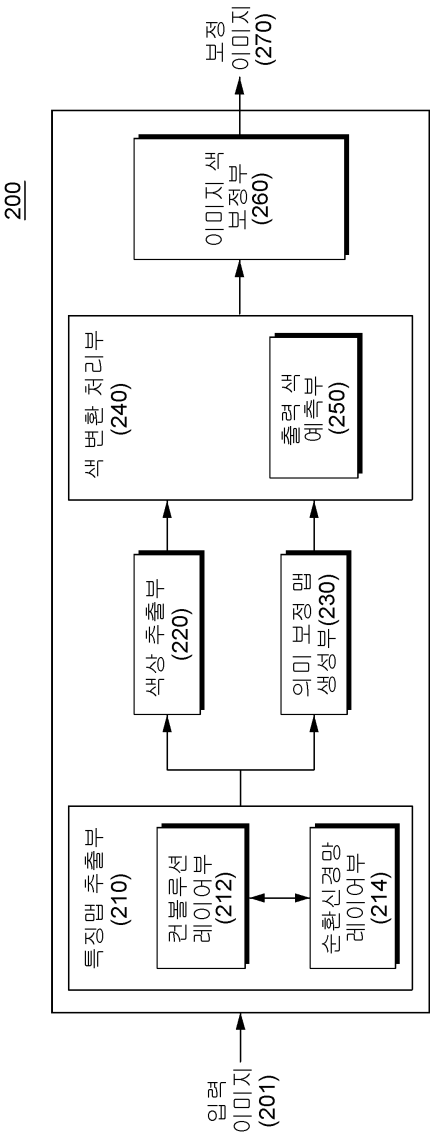 200
입력
이미지
(201)
특징맵 추출부
(210)
컨볼루션
레이어부
(212)
순환신경망
레이어부
(214)
색상 추출부
(220)
의미 보정 맵
생성부(230)
색 변환 처리부
(240)
출력 색
예측부
(250)
이미지 색
보정부
(260)
보정
이미지
(270)